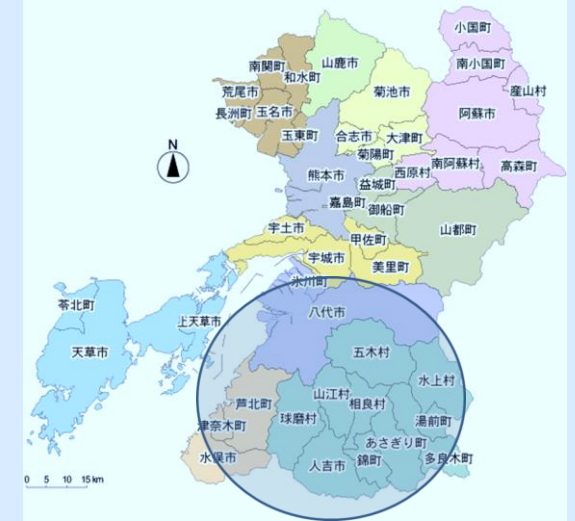 小国町
南小国町
産山村
山鹿市
南関町
和水町
菊池市
荒尾市
阿蘇市
長洲町
玉名市
玉東町
合志市
大津町
菊陽町
南阿蘇村
高森町
西原村
N
熊本市
益城町
嘉島町
御船町
山都町
宇土市
甲佐町
宇城市
美里町
氷川町
苓北町
上天草市
八代市
天草市
五木村
水上村
芦北町
山江村
相良村
球磨村
湯前町
津奈木町
あさぎり町
水俣市
人吉市
錦町
多良木町
0 5 10 15km